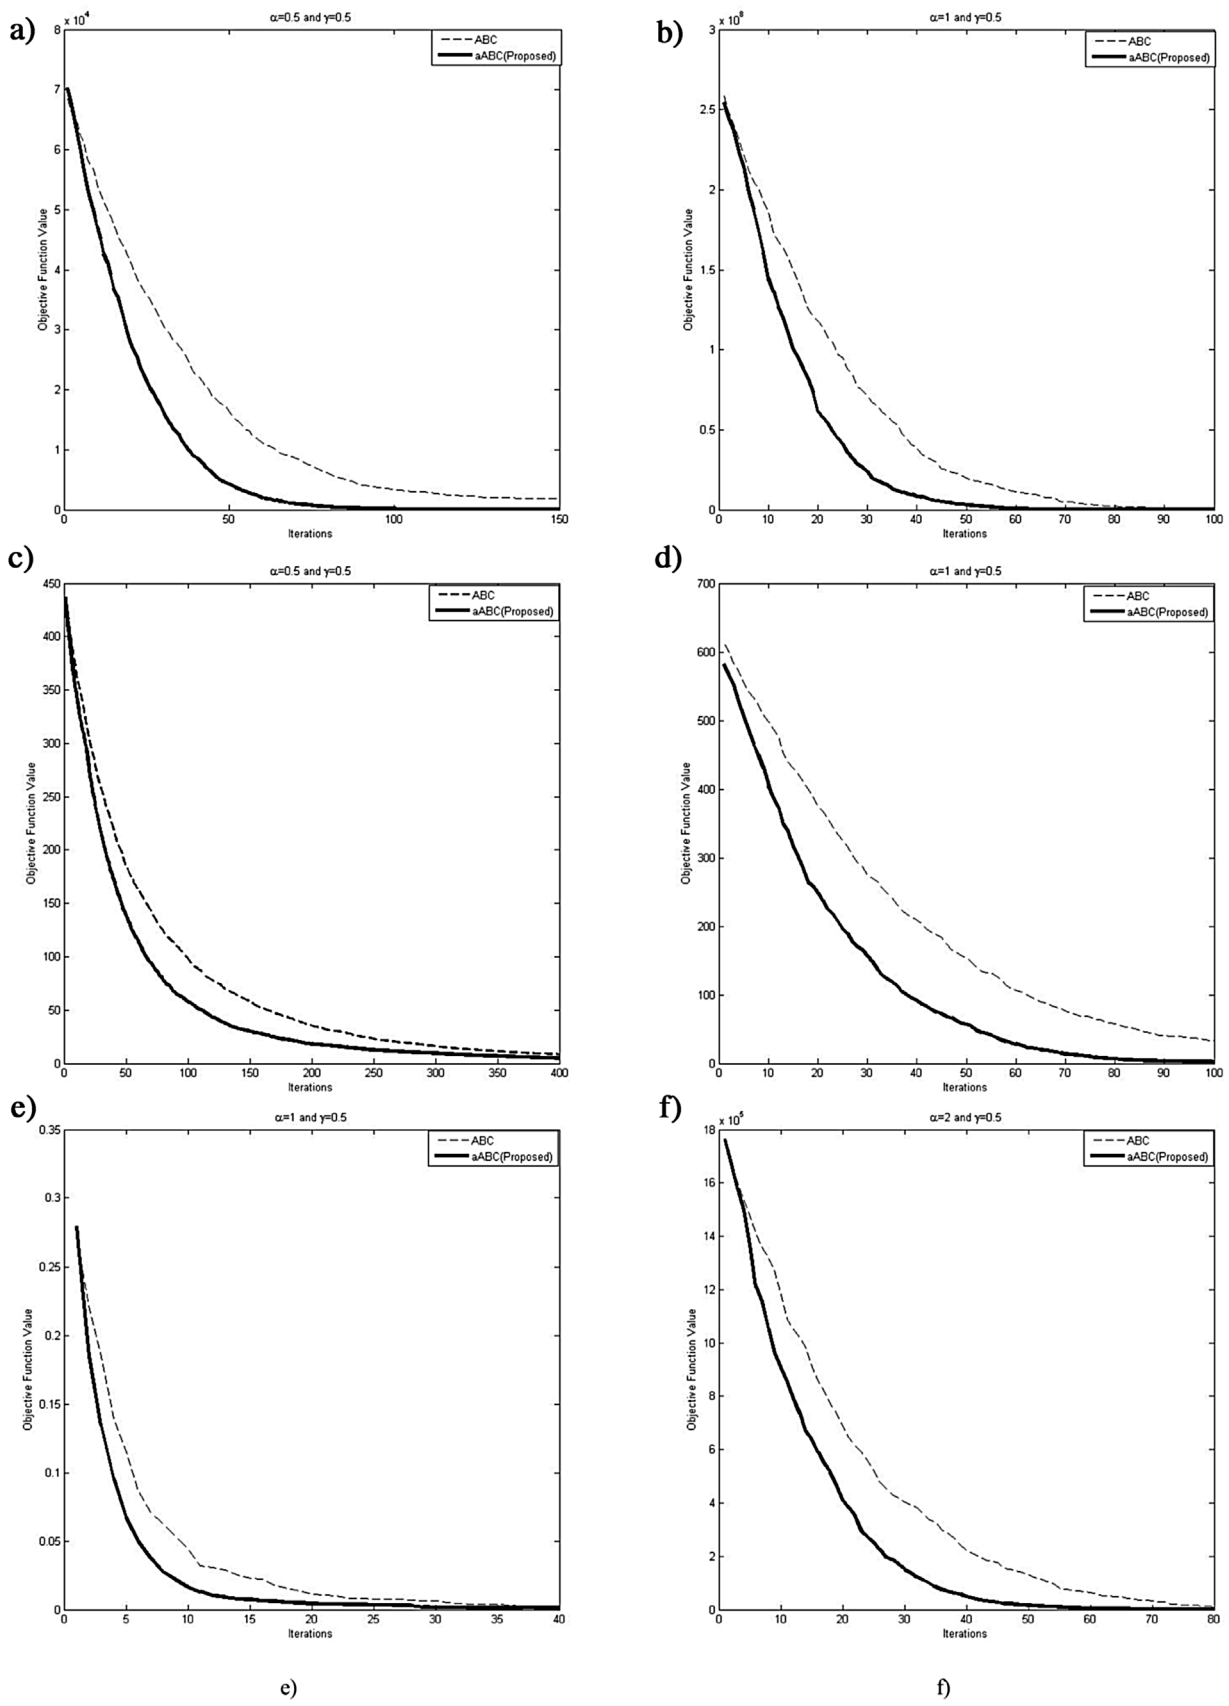 a)
α=0.5 and γ=0.5
x 10⁴
ABC
aABC(Proposed)
8
7
6
5
4
3
2
1
0
Objective Function Value
0 50 100 150
Iterations
b)
α=1 and γ=0.5
ABC
aABC(Proposed)
3
2.5
2
1.5
1
0.5
0
Objective Function Value
0 10 20 30 40 50 60 70 80 90 100
Iterations
c)
α=0.5 and γ=0.5
ABC
aABC(Proposed)
450
400
350
300
250
200
150
100
50
0
Objective Function Value
0 50 100 150 200 250 300 350 400
Iterations
d)
α=1 and γ=0.5
ABC
aABC(Proposed)
700
600
500
400
300
200
100
0
Objective Function Value
0 10 20 30 40 50 60 70 80 90 100
Iterations
e)
α=1 and γ=0.5
ABC
aABC(Proposed)
0.35
0.3
0.25
0.2
0.15
0.1
0.05
0
Objective Function Value
0 5 10 15 20 25 30 35 40
Iterations
f)
α=2 and γ=0.5
x 10⁵
ABC
aABC(Proposed)
18
16
14
12
10
8
6
4
2
0
Objective Function Value
0 10 20 30 40 50 60 70 80
Iterations
e)
f)